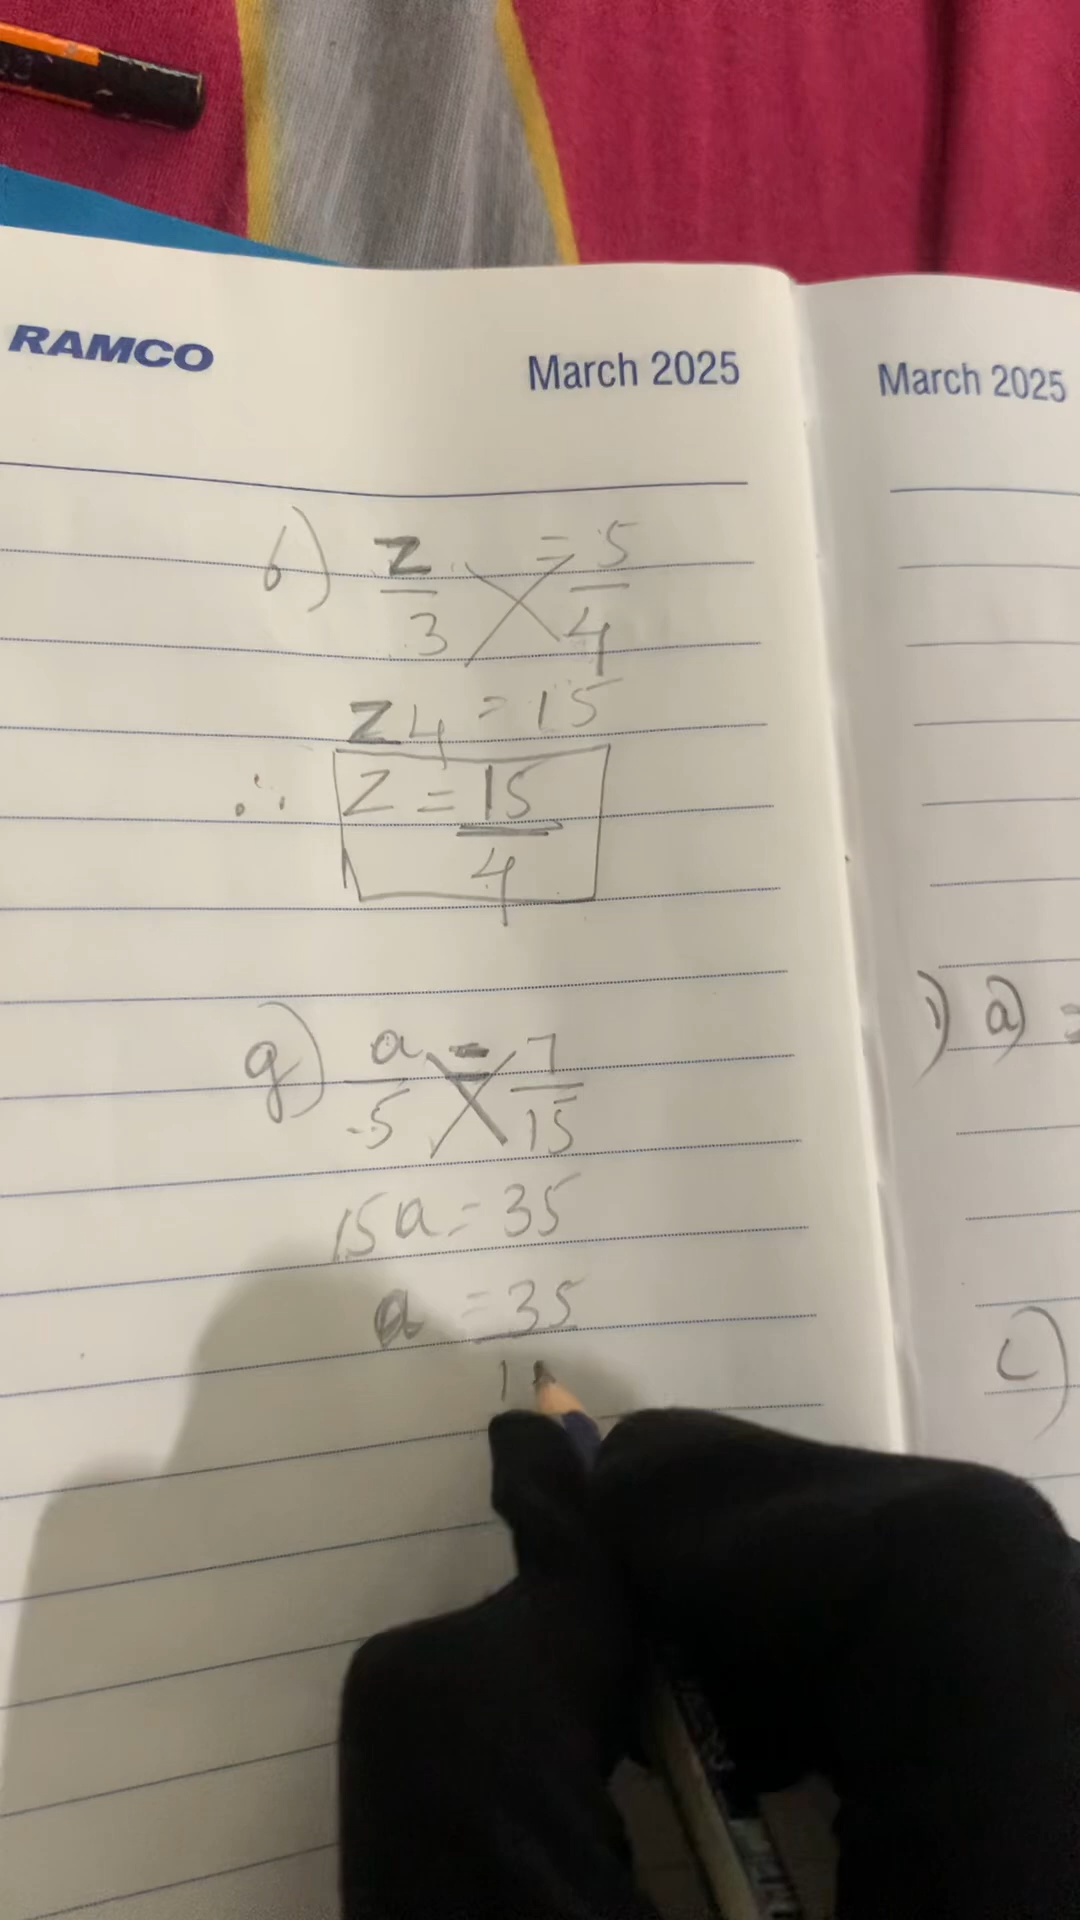 RAMCO
March 2025
f) z/3 = 5/4
z4 = 15
∴ z = 15/4
g) a/5 = 7/15
15a = 35
a = 35/1
March 2025
1) a) =
c)